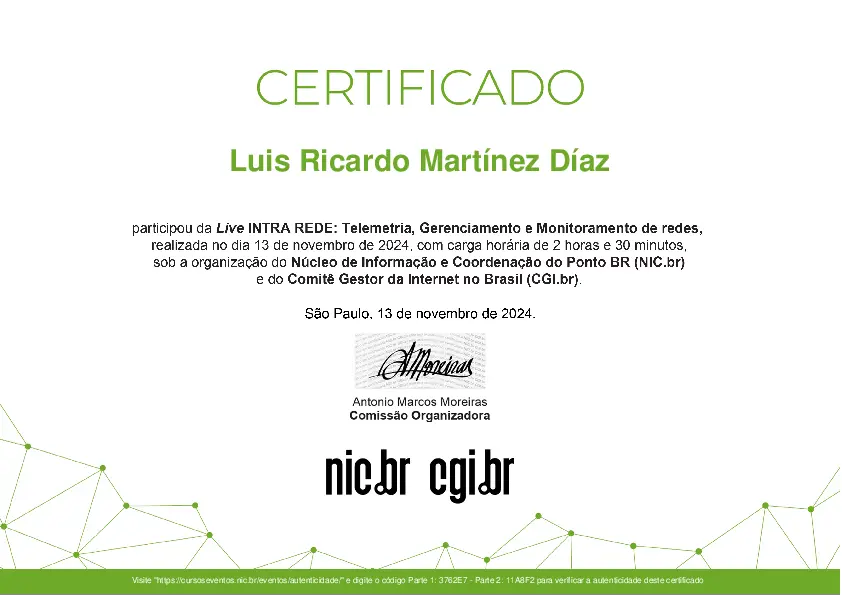 CERTIFICADO
Luis Ricardo Martínez Díaz
participou da Live INTRA REDE: Telemetria, Gerenciamento e Monitoramento de redes,
realizada no dia 13 de novembro de 2024, com carga horária de 2 horas e 30 minutos,
sob a organização do Núcleo de Informação e Coordenação do Ponto BR (NIC.br)
e do Comitê Gestor da Internet no Brasil (CGI.br).
São Paulo, 13 de novembro de 2024.
AMoreiras
Antonio Marcos Moreiras
Comissão Organizadora
nic.br cgi.br
Visite "https://cursoseventos.nic.br/eventos/autenticidade/" e digite o código Parte 1: 3762E7 - Parte 2: 11A8F2 para verificar a autenticidade deste certificado